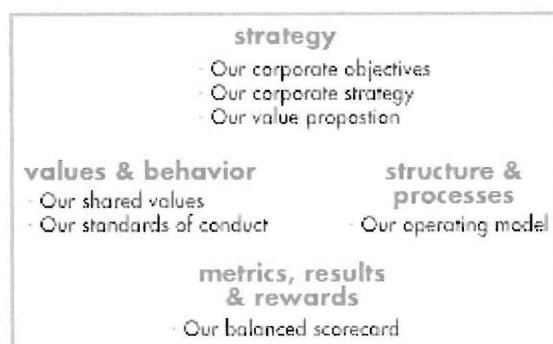 strategy
· Our corporate objectives
· Our corporate strategy
· Our value propostion
values & behavior
· Our shared values
· Our standards of conduct
structure &
processes
· Our operating model
metrics, results
& rewards
· Our balanced scorecard